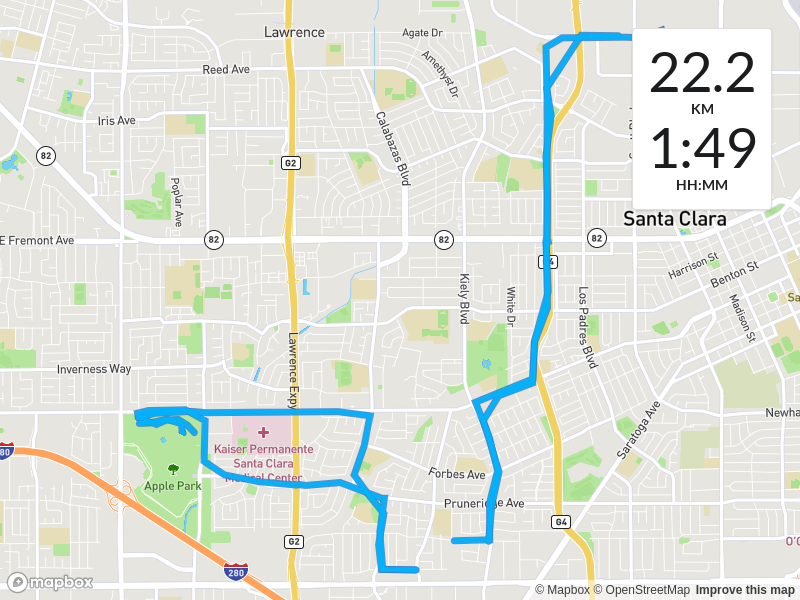 Lawrence
Agate Dr
Reed Ave
Amethyst Dr
22.2
KM
1:49
HH:MM
Iris Ave
Calabazas Blvd
82
G2
Poplar Ave
Santa Clara
E Fremont Ave
82
82
82
Harrison St
Benton St
Kiely Blvd
White Dr
Los Padres Blvd
Madison St
Lawrence Expy
Inverness Way
Saratoga Ave
Newha
Kaiser Permanente
Santa Clara
Medical Center
280
Apple Park
Forbes Ave
Pruneridge Ave
G4
G2
280
mapbox
© Mapbox © OpenStreetMap Improve this map